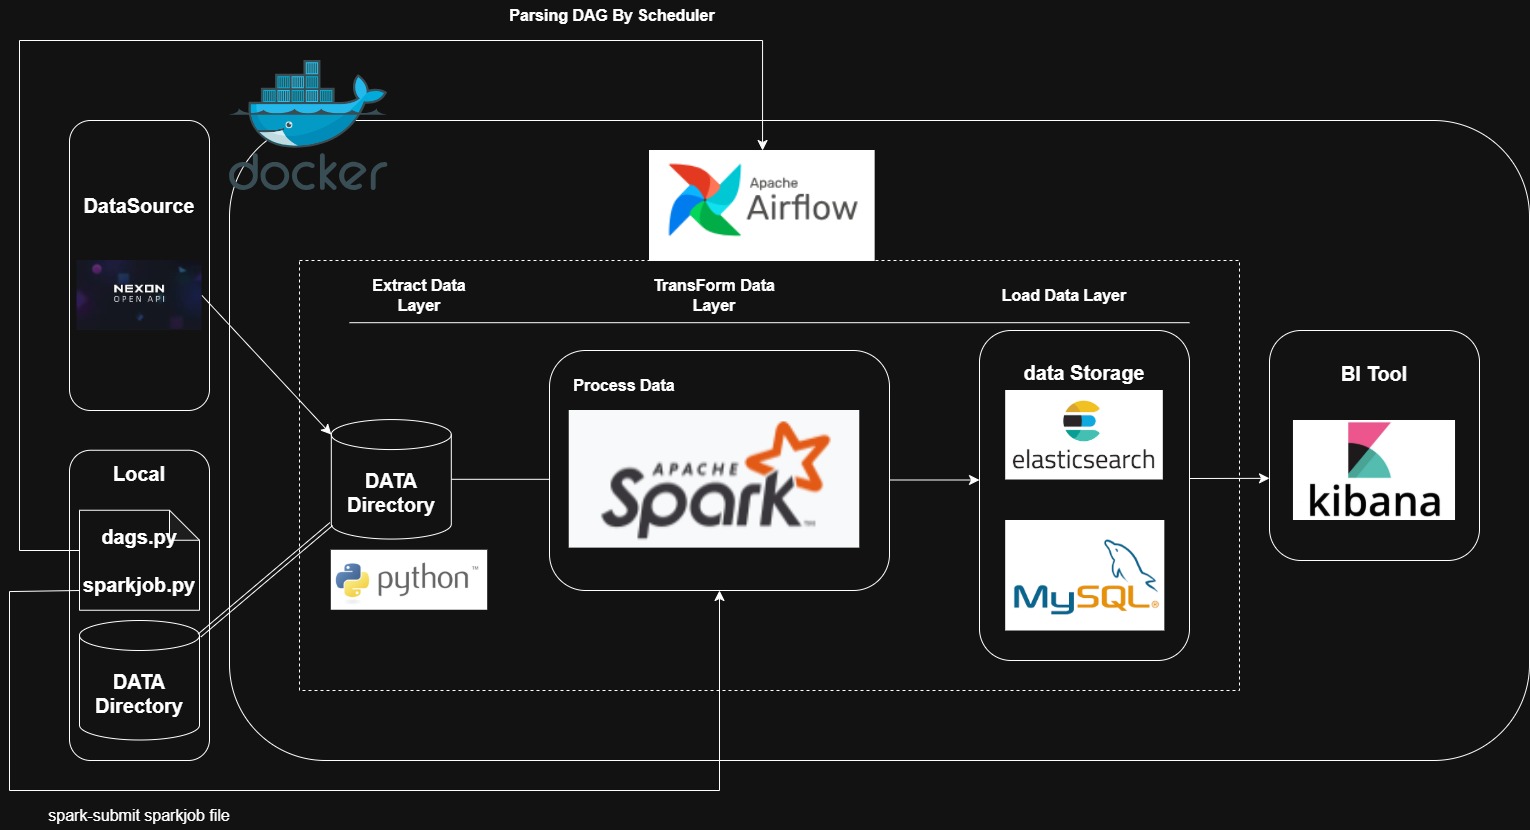 Parsing DAG By Scheduler
docker
DataSource
NEXON
OPEN API
Apache
Airflow
Extract Data
Layer
TransForm Data
Layer
Load Data Layer
Process Data
APACHE
Spark™
data Storage
elasticsearch
MySQL®
BI Tool
kibana
DATA
Directory
python™
Local
dags.py
sparkjob.py
DATA
Directory
spark-submit sparkjob file